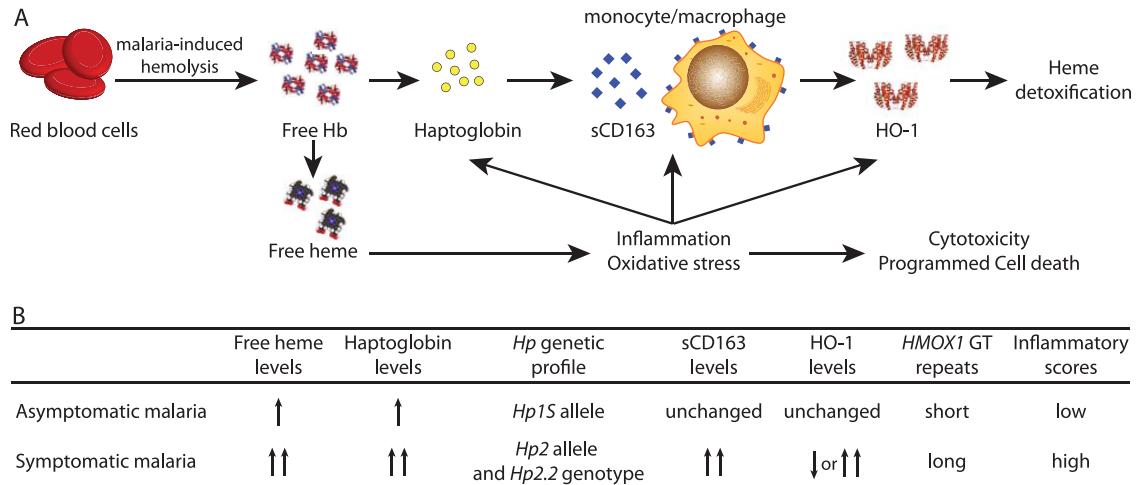 A
malaria-induced
hemolysis
monocyte/macrophage
Red blood cells
Free Hb
Haptoglobin
sCD163
HO-1
Heme
detoxification
Free heme
Inflammation
Oxidative stress
Cytotoxicity
Programmed Cell death
B
Free heme levels
Haptoglobin levels
Hp genetic profile
sCD163 levels
HO-1 levels
HMOX1 GT repeats
Inflammatory scores
Asymptomatic malaria ↑ ↑ Hp1S allele unchanged unchanged short low
Symptomatic malaria ↑↑ ↑↑ Hp2 allele and Hp2.2 genotype ↑↑ ↓ or ↑↑ long high